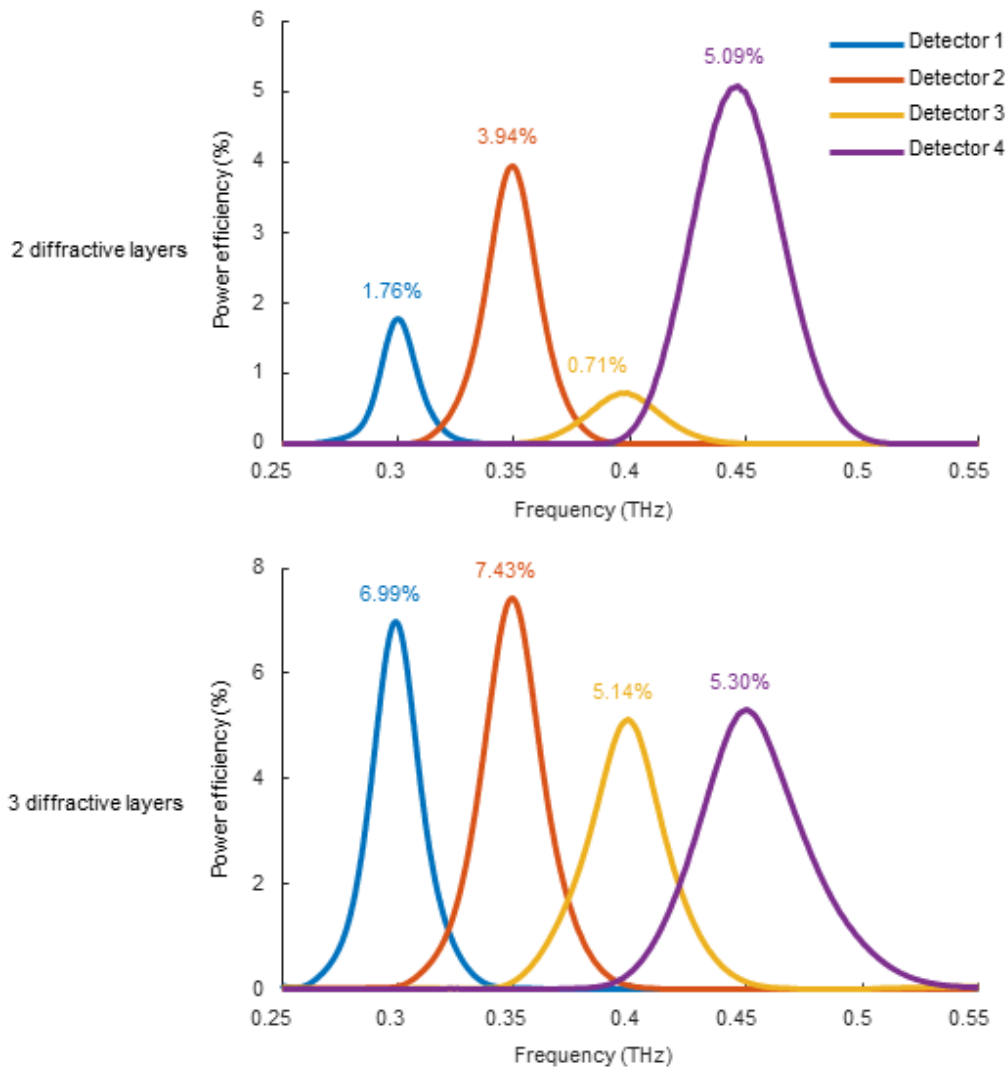 6
Detector 1
5.09%
Detector 2
5
Detector 3
3.94%
Detector 4
4
Power efficiency (%)
2 diffractive layers
3
1.76%
2
0.71%
1
0
0.25 0.3 0.35 0.4 0.45 0.5 0.55
Frequency (THz)
8
6.99% 7.43%
5.14% 5.30%
6
Power efficiency (%)
3 diffractive layers
4
2
0
0.25 0.3 0.35 0.4 0.45 0.5 0.55
Frequency (THz)